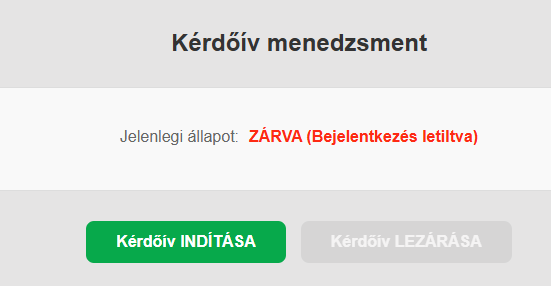 Kérdőív menedzsment
Jelenlegi állapot: ZÁRVA (Bejelentkezés letiltva)
Kérdőív INDÍTÁSA
Kérdőív LEZÁRÁSA